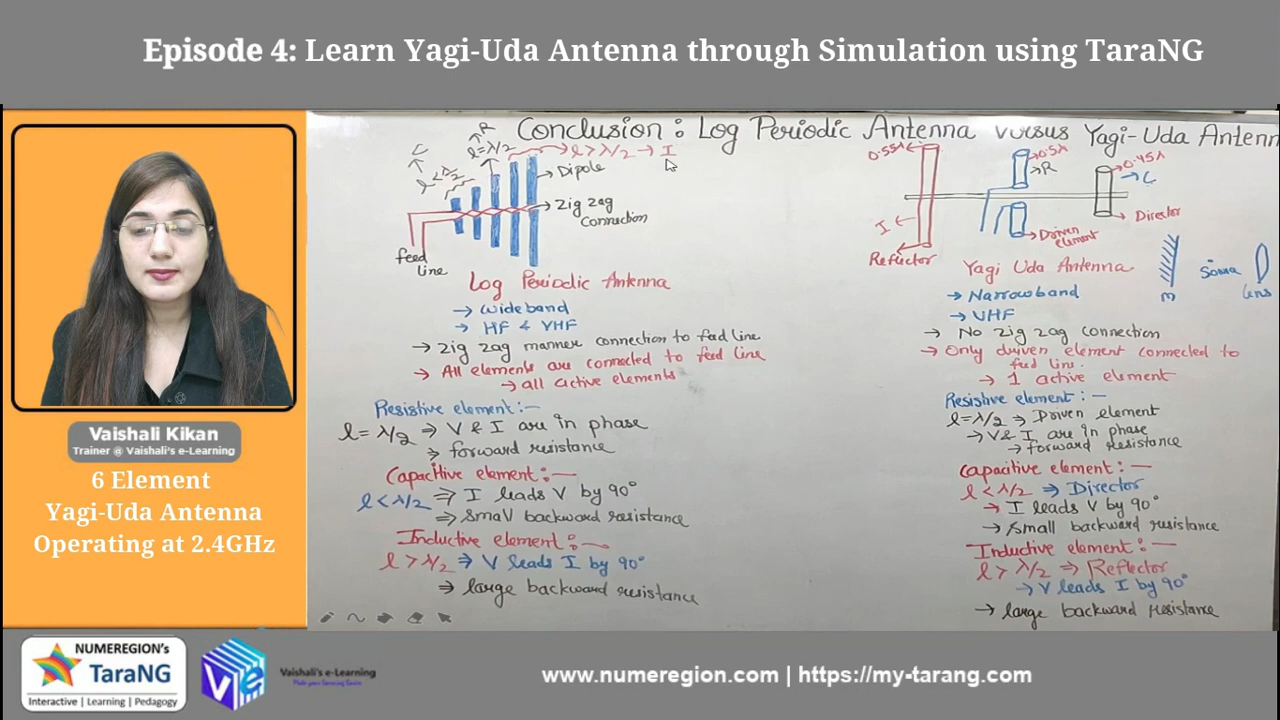 Episode 4: Learn Yagi-Uda Antenna through Simulation using TaraNG
Conclusion : Log Periodic Antenna versus Yagi-Uda Antenn
C
l < λ/2
R
l = λ/2
l > λ/2 → I
Dipole
zig zag
connection
feed
line
Log Periodic Antenna
→ Wideband
→ HF & VHF
→ zig zag manner connection to feed line
→ All elements are connected to feed line
→ all active elements
Resistive element :-
l = λ/2 ⇒ V & I are in phase
⇒ forward resistance
Capacitive element :-
l < λ/2 ⇒ I leads V by 90°
⇒ small backward resistance
Inductive element :-
l > λ/2 ⇒ V leads I by 90°
⇒ large backward resistance
0.55λ
I
Reflector
0.5λ
R
Driven
element
0.45λ
C
Director
m
Soma
lens
Yagi Uda Antenna
→ Narrowband
→ VHF
→ No zig zag connection
→ Only driven element connected to
feed line.
→ 1 active element
Resistive element :-
l = λ/2 ⇒ Driven element
→ V & I are in phase
→ forward resistance
Capacitive element :-
l < λ/2 ⇒ Director
→ I leads V by 90°
→ small backward resistance
Inductive element :-
l > λ/2 ⇒ Reflector
→ V leads I by 90°
→ large backward resistance
Vaishali Kikan
Trainer @ Vaishali's e-Learning
6 Element
Yagi-Uda Antenna
Operating at 2.4GHz
NUMEREGION's
TaraNG
Interactive | Learning | Pedagogy
Vaishali's e-Learning
www.numeregion.com | https://my-tarang.com